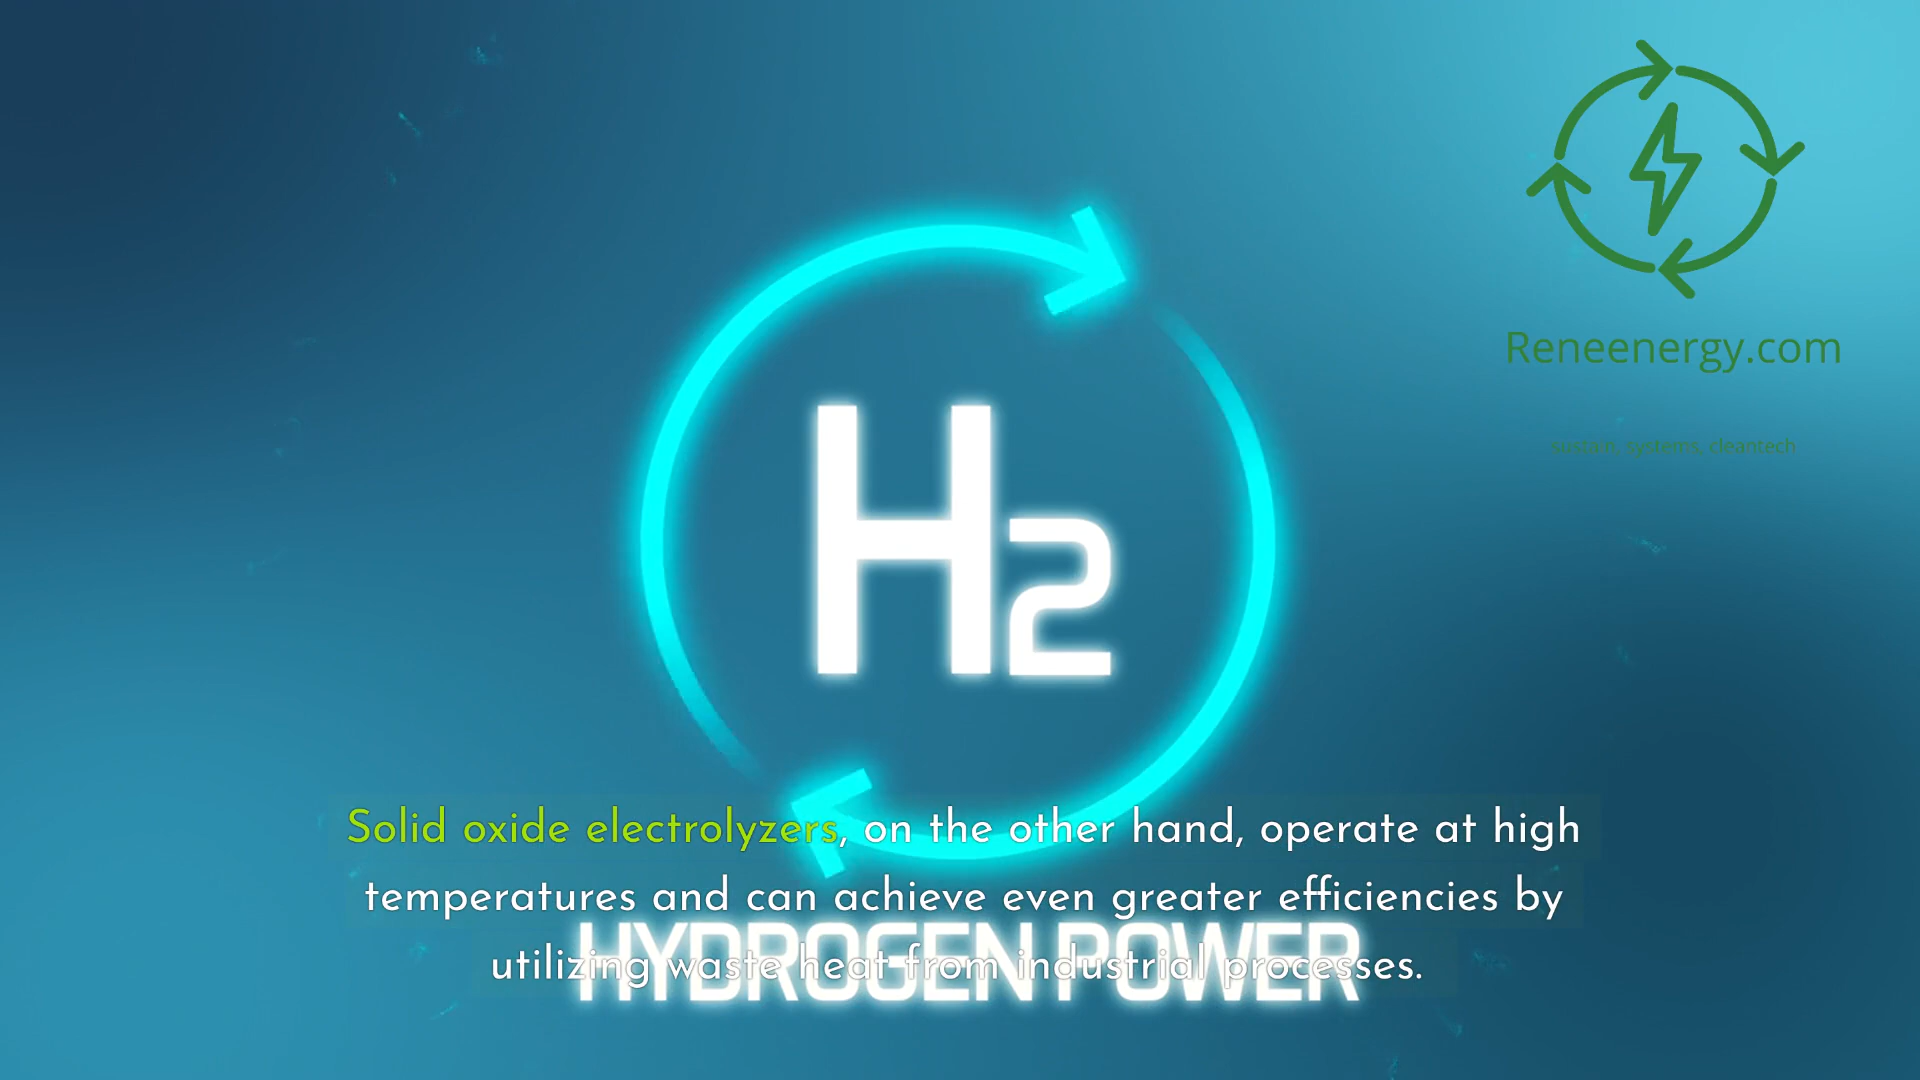 Reneenergy.com
sustain, systems, cleantech
H2
Solid oxide electrolyzers, on the other hand, operate at high
temperatures and can achieve even greater efficiencies by
utilizing waste heat from industrial processes.
HYDROGEN POWER